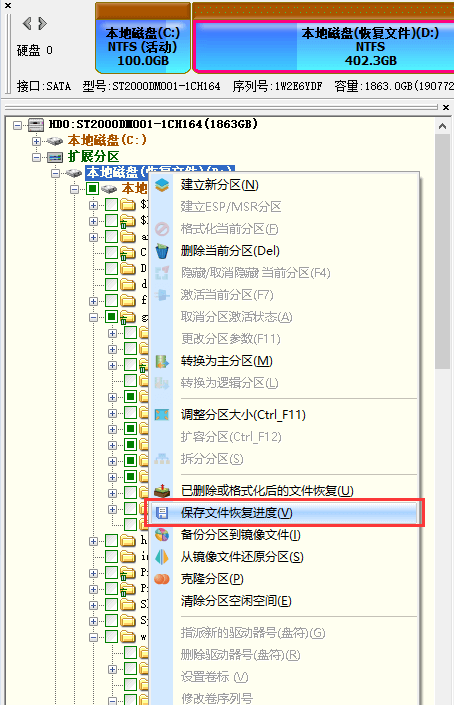 硬盘 0
本地磁盘(C:)
NTFS (活动)
100.0GB
本地磁盘(恢复文件)(D:)
NTFS
402.3GB
接口:SATA 型号:ST2000DM001-1CH164 序列号:1W2E6YDF 容量:1863.0GB(190772
HD0:ST2000DM001-1CH164(1863GB)
本地磁盘(C:)
扩展分区
本地磁盘(恢复文件)(D:)
本地
建立新分区(N)
建立ESP/MSR分区
格式化当前分区(F)
删除当前分区(Del)
隐藏/取消隐藏 当前分区(F4)
激活当前分区(F7)
取消分区激活状态(A)
更改分区参数(F11)
转换为主分区(M)
转换为逻辑分区(L)
调整分区大小(Ctrl_F11)
扩容分区(Ctrl_F12)
拆分分区(S)
已删除或格式化后的文件恢复(U)
保存文件恢复进度(V)
备份分区到镜像文件(I)
从镜像文件还原分区(S)
克隆分区(P)
清除分区空闲空间(E)
指派新的驱动器号(盘符)(G)
删除驱动器号(盘符)(R)
设置卷标 (V)
修改卷序列号